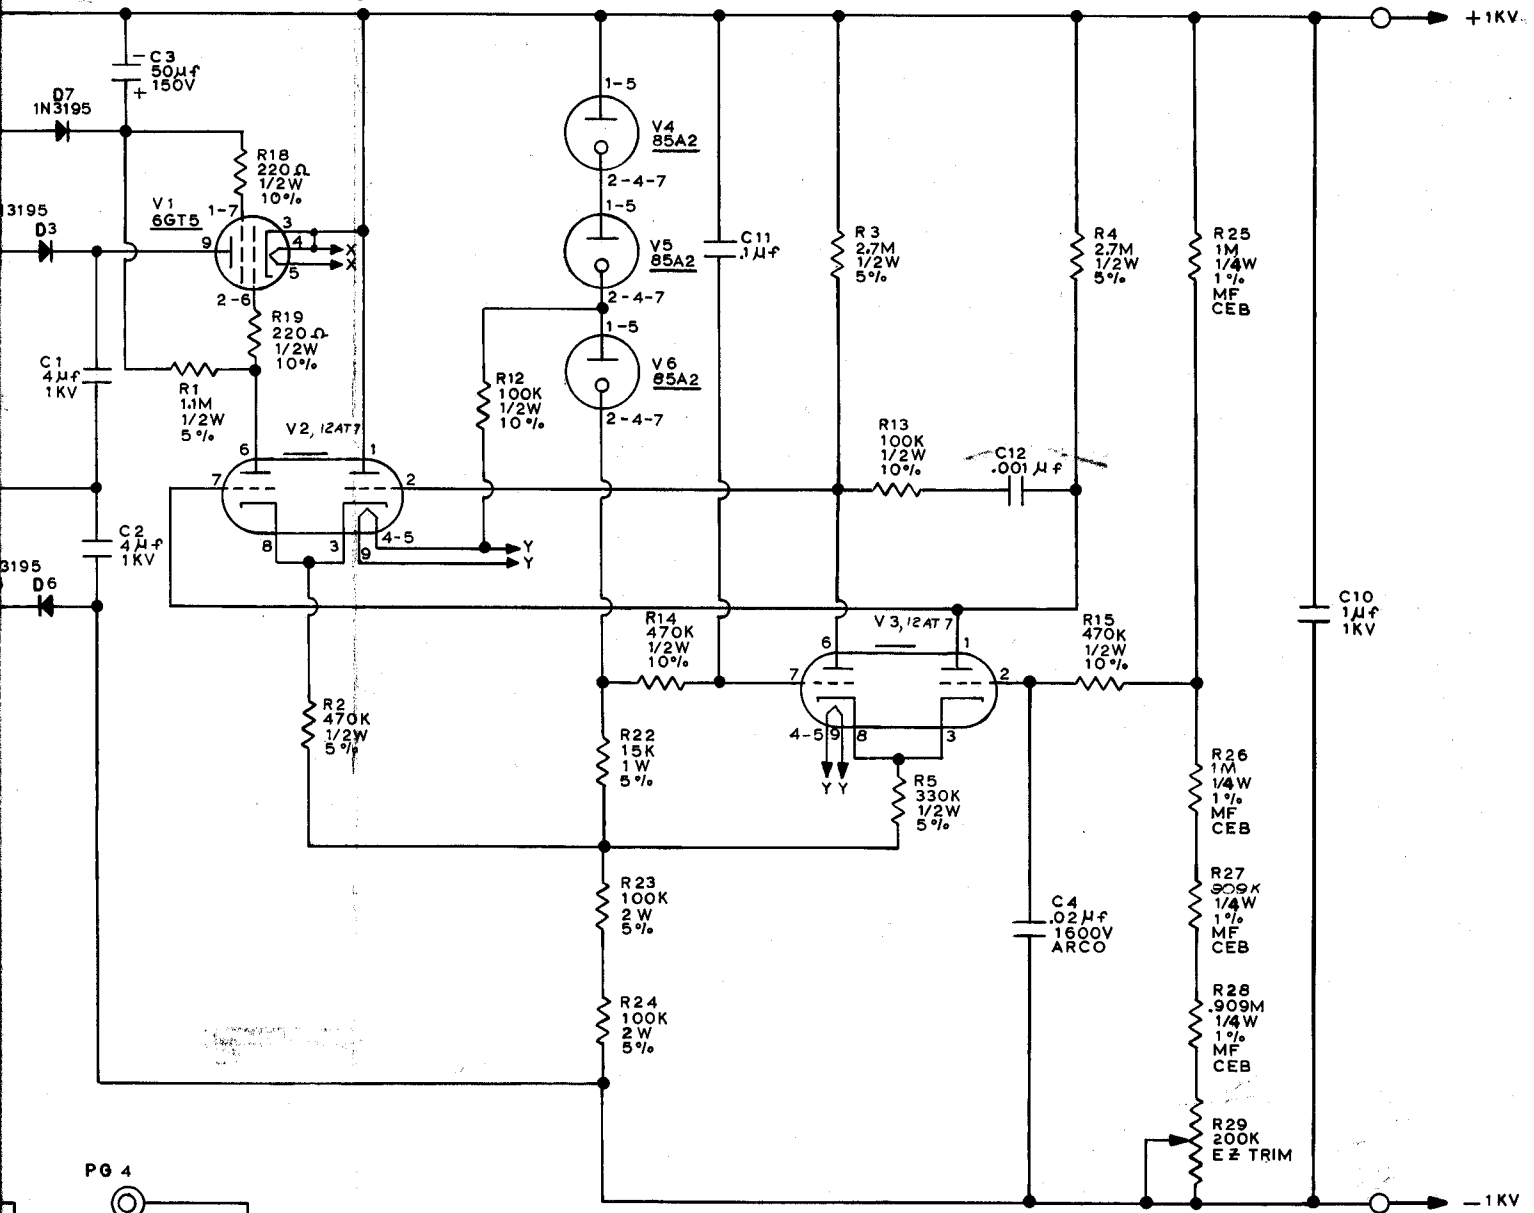 +1KV
C3
50µf
150V
−
+
D7
1N3195
R18
220Ω
1/2W
10%
V1
6GT5
1-7
3
4
5
9
2-6
X
X
3195
D3
R19
220Ω
1/2W
10%
C1
4µf
1KV
R1
1.1M
1/2W
5%
V2, 12AT7
6
1
7
2
8
3
9
4-5
Y
Y
C2
4µf
1KV
3195
D6
1-5
V4
85A2
2-4-7
1-5
V5
85A2
2-4-7
1-5
V6
85A2
2-4-7
R12
100K
1/2W
10%
C11
.1µf
R3
2.7M
1/2W
5%
R4
2.7M
1/2W
5%
R25
1M
1/4W
1%
MF
CEB
R13
100K
1/2W
10%
C12
.001µf
C10
1µf
1KV
R14
470K
1/2W
10%
V3, 12AT7
6
1
7
2
4-5
9
8
3
Y Y
R15
470K
1/2W
10%
R2
470K
1/2W
5%
R22
15K
1W
5%
R5
330K
1/2W
5%
R26
1M
1/4W
1%
MF
CEB
R23
100K
2W
5%
C4
.02µf
1600V
ARCO
R27
909K
1/4W
1%
MF
CEB
R24
100K
2W
5%
R28
.909M
1/4W
1%
MF
CEB
R29
200K
EZ TRIM
PG 4
−1KV